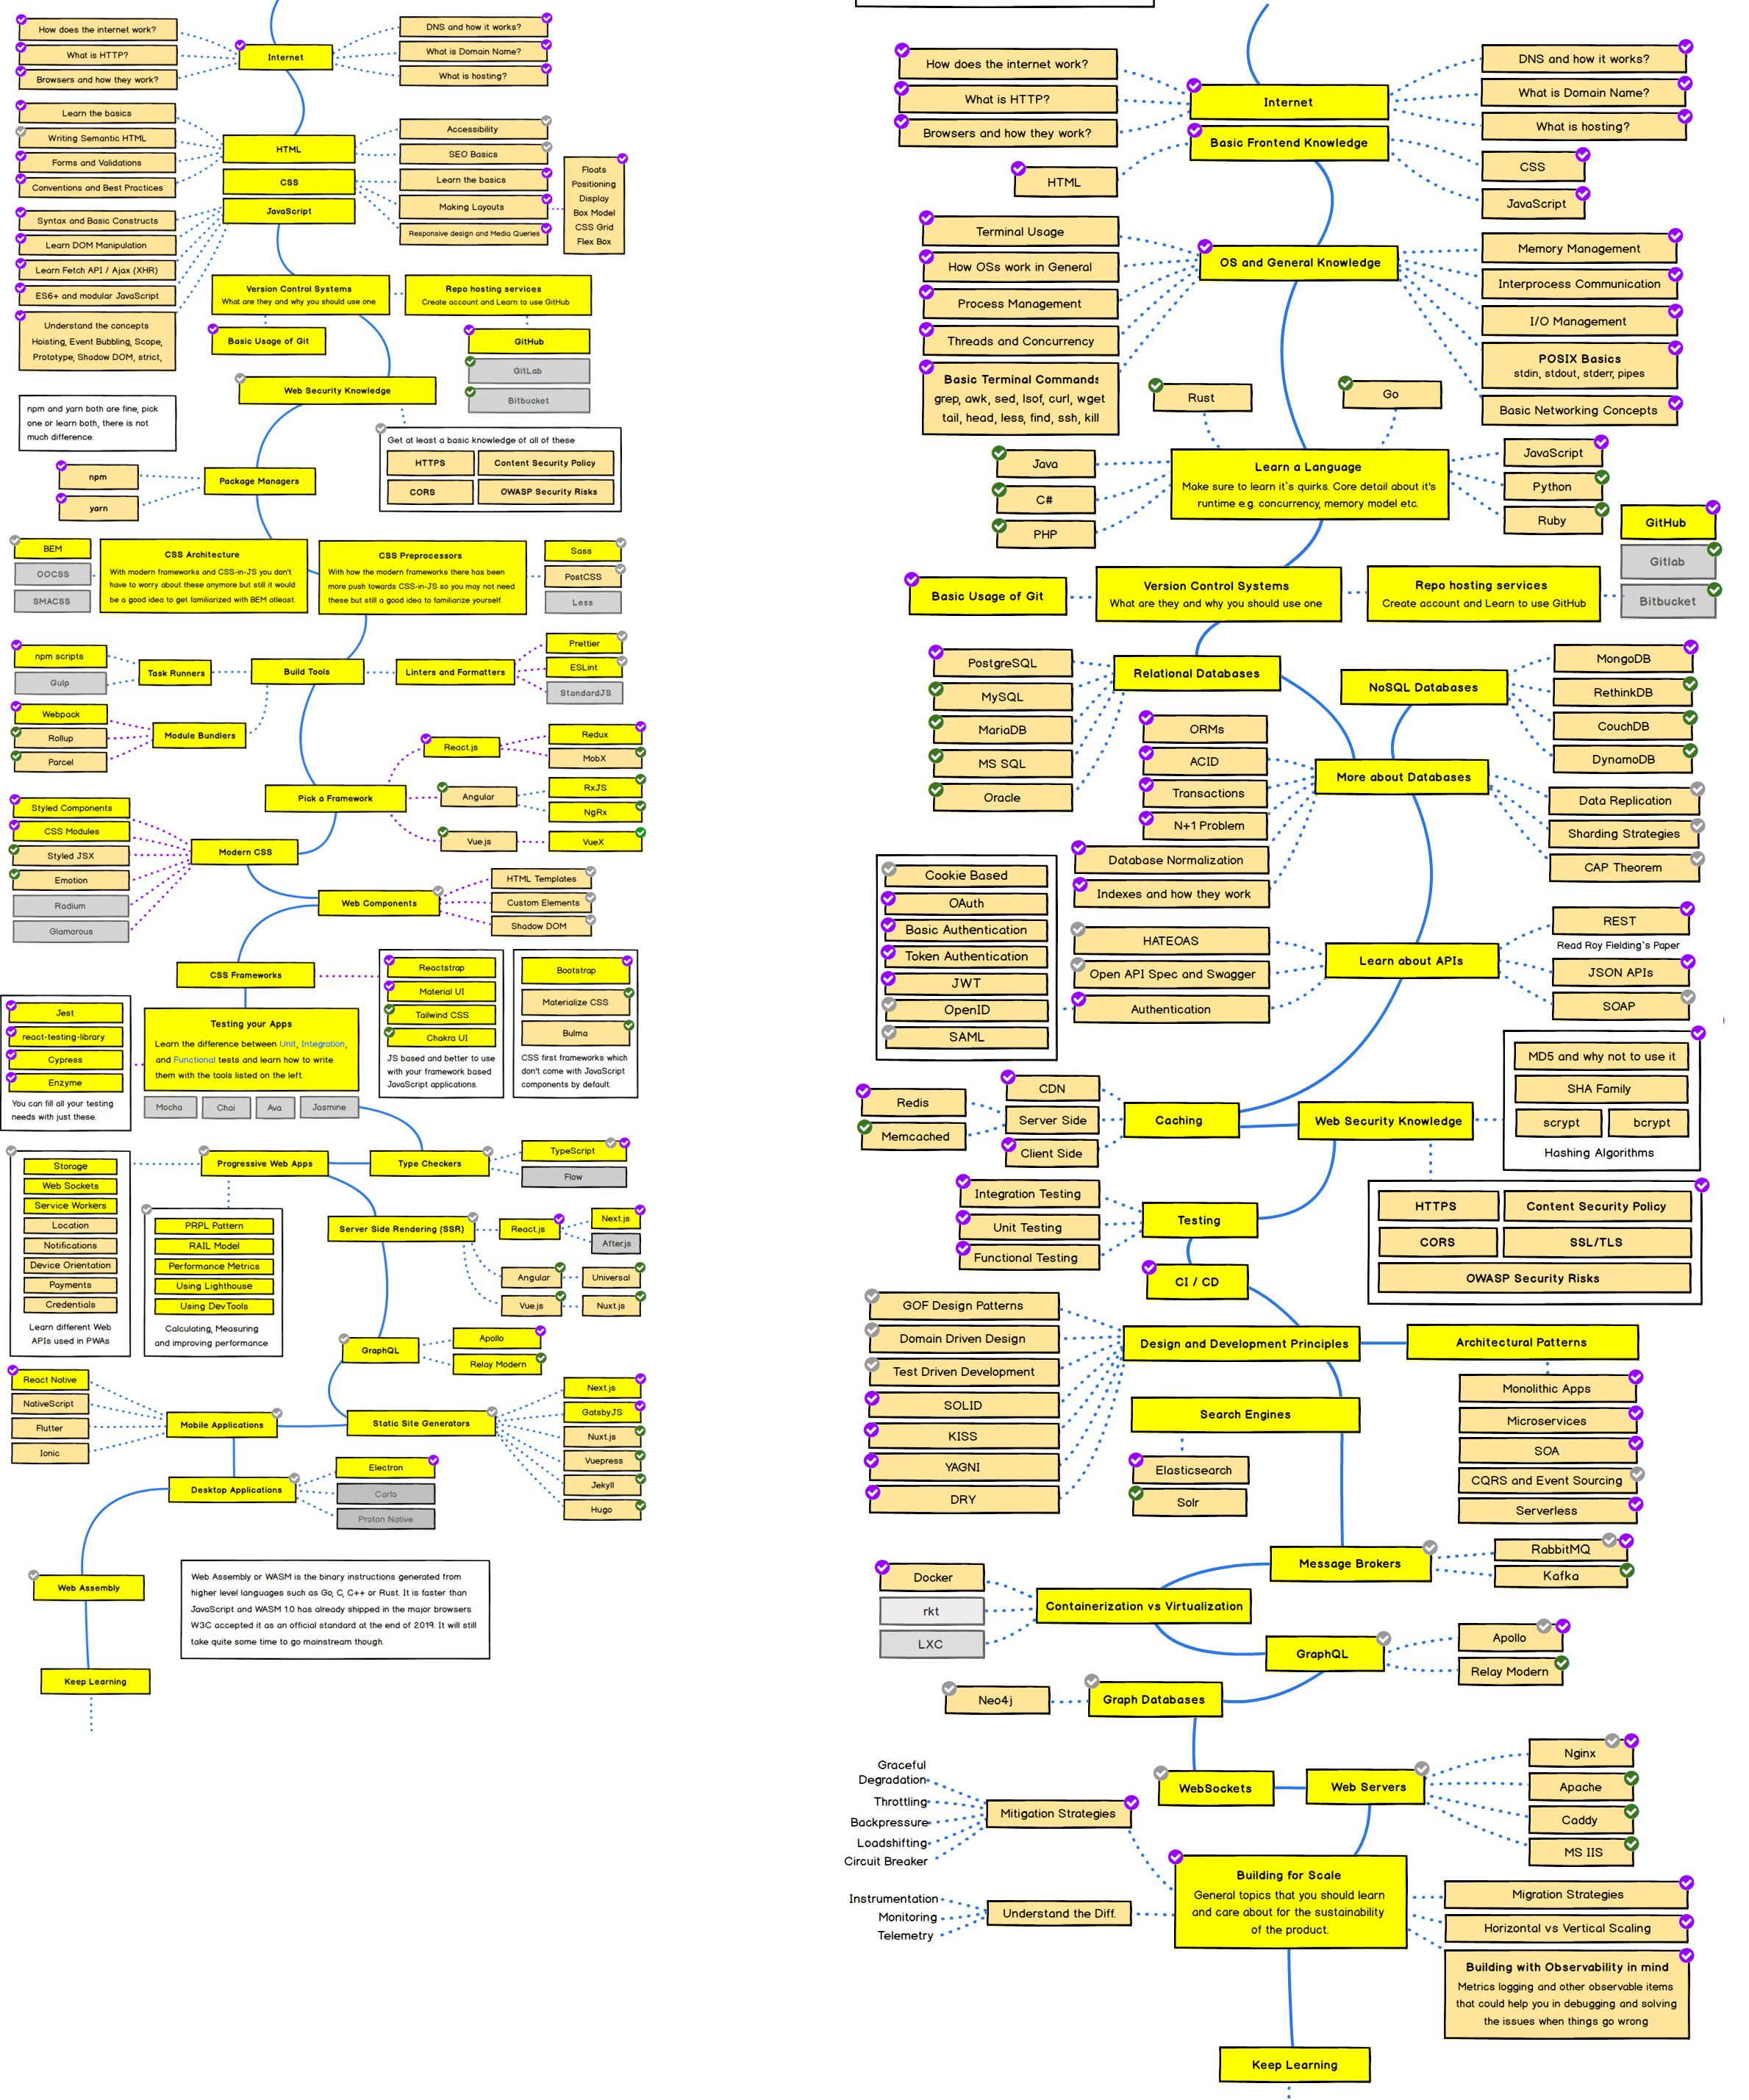 How does the internet work?
What is HTTP?
Browsers and how they work?
Internet
DNS and how it works?
What is Domain Name?
What is hosting?
Learn the basics
Writing Semantic HTML
Forms and Validations
Conventions and Best Practices
HTML
Accessibility
SEO Basics
CSS
Learn the basics
Making Layouts
Responsive design and Media Queries
Floats
Positioning
Display
Box Model
CSS Grid
Flex Box
JavaScript
Syntax and Basic Constructs
Learn DOM Manipulation
Learn Fetch API / Ajax (XHR)
ES6+ and modular JavaScript
Understand the concepts
Hoisting, Event Bubbling, Scope,
Prototype, Shadow DOM, strict,
Version Control Systems
What are they and why you should use one
Repo hosting services
Create account and Learn to use GitHub
Basic Usage of Git
GitHub
GitLab
Bitbucket
Web Security Knowledge
Get at least a basic knowledge of all of these
HTTPS
Content Security Policy
CORS
OWASP Security Risks
npm and yarn both are fine, pick
one or learn both, there is not
much difference.
npm
yarn
Package Managers
BEM
OOCSS
SMACSS
CSS Architecture
With modern frameworks and CSS-in-JS you don't
have to worry about these anymore but still it would
be a good idea to get familiarized with BEM atleast.
CSS Preprocessors
With how the modern frameworks there has been
more push towards CSS-in-JS so you may not need
these but still a good idea to familiarize yourself.
Sass
PostCSS
Less
npm scripts
Gulp
Task Runners
Build Tools
Linters and Formatters
Prettier
ESLint
StandardJS
Webpack
Rollup
Parcel
Module Bundlers
Pick a Framework
React.js
Redux
MobX
Angular
RxJS
NgRx
Vue.js
VueX
Styled Components
CSS Modules
Styled JSX
Emotion
Radium
Glamorous
Modern CSS
Web Components
HTML Templates
Custom Elements
Shadow DOM
CSS Frameworks
Reactstrap
Material UI
Tailwind CSS
Chakra UI
JS based and better to use
with your framework based
JavaScript applications.
Bootstrap
Materialize CSS
Bulma
CSS first frameworks which
don't come with JavaScript
components by default.
Jest
react-testing-library
Cypress
Enzyme
You can fill all your testing
needs with just these.
Testing your Apps
Learn the difference between Unit, Integration,
and Functional tests and learn how to write
them with the tools listed on the left.
Mocha
Chai
Ava
Jasmine
Type Checkers
TypeScript
Flow
Progressive Web Apps
Storage
Web Sockets
Service Workers
Location
Notifications
Device Orientation
Payments
Credentials
Learn different Web
APIs used in PWAs
PRPL Pattern
RAIL Model
Performance Metrics
Using Lighthouse
Using DevTools
Calculating, Measuring
and improving performance
Server Side Rendering (SSR)
React.js
Next.js
After.js
Angular
Universal
Vue.js
Nuxt.js
GraphQL
Apollo
Relay Modern
Static Site Generators
Next.js
GatsbyJS
Nuxt.js
Vuepress
Jekyll
Hugo
Mobile Applications
React Native
NativeScript
Flutter
Ionic
Desktop Applications
Electron
Carlo
Proton Native
Web Assembly
Web Assembly or WASM is the binary instructions generated from
higher level languages such as Go, C, C++ or Rust. It is faster than
JavaScript and WASM 1.0 has already shipped in the major browsers.
W3C accepted it as an official standard at the end of 2019. It will still
take quite some time to go mainstream though.
Keep Learning
How does the internet work?
What is HTTP?
Browsers and how they work?
Internet
DNS and how it works?
What is Domain Name?
What is hosting?
Basic Frontend Knowledge
HTML
CSS
JavaScript
Terminal Usage
How OSs work in General
Process Management
Threads and Concurrency
Basic Terminal Commands
grep, awk, sed, lsof, curl, wget
tail, head, less, find, ssh, kill
OS and General Knowledge
Memory Management
Interprocess Communication
I/O Management
POSIX Basics
stdin, stdout, stderr, pipes
Basic Networking Concepts
Rust
Go
Java
C#
PHP
Learn a Language
Make sure to learn it`s quirks. Core detail about it's
runtime e.g. concurrency, memory model etc.
JavaScript
Python
Ruby
GitHub
Gitlab
Bitbucket
Basic Usage of Git
Version Control Systems
What are they and why you should use one
Repo hosting services
Create account and Learn to use GitHub
PostgreSQL
MySQL
MariaDB
MS SQL
Oracle
Relational Databases
NoSQL Databases
MongoDB
RethinkDB
CouchDB
DynamoDB
ORMs
ACID
Transactions
N+1 Problem
Database Normalization
Indexes and how they work
More about Databases
Data Replication
Sharding Strategies
CAP Theorem
Cookie Based
OAuth
Basic Authentication
Token Authentication
JWT
OpenID
SAML
HATEOAS
Open API Spec and Swagger
Authentication
Learn about APIs
REST
Read Roy Fielding's Paper
JSON APIs
SOAP
MD5 and why not to use it
SHA Family
scrypt
bcrypt
Hashing Algorithms
Redis
Memcached
CDN
Server Side
Client Side
Caching
Web Security Knowledge
HTTPS
Content Security Policy
CORS
SSL/TLS
OWASP Security Risks
Integration Testing
Unit Testing
Functional Testing
Testing
CI / CD
GOF Design Patterns
Domain Driven Design
Test Driven Development
SOLID
KISS
YAGNI
DRY
Design and Development Principles
Architectural Patterns
Monolithic Apps
Microservices
SOA
CQRS and Event Sourcing
Serverless
Search Engines
Elasticsearch
Solr
Message Brokers
RabbitMQ
Kafka
Docker
rkt
LXC
Containerization vs Virtualization
GraphQL
Apollo
Relay Modern
Neo4j
Graph Databases
WebSockets
Web Servers
Nginx
Apache
Caddy
MS IIS
Graceful
Degradation
Throttling
Backpressure
Loadshifting
Circuit Breaker
Mitigation Strategies
Instrumentation
Monitoring
Telemetry
Understand the Diff.
Building for Scale
General topics that you should learn
and care about for the sustainability
of the product.
Migration Strategies
Horizontal vs Vertical Scaling
Building with Observability in mind
Metrics logging and other observable items
that could help you in debugging and solving
the issues when things go wrong
Keep Learning